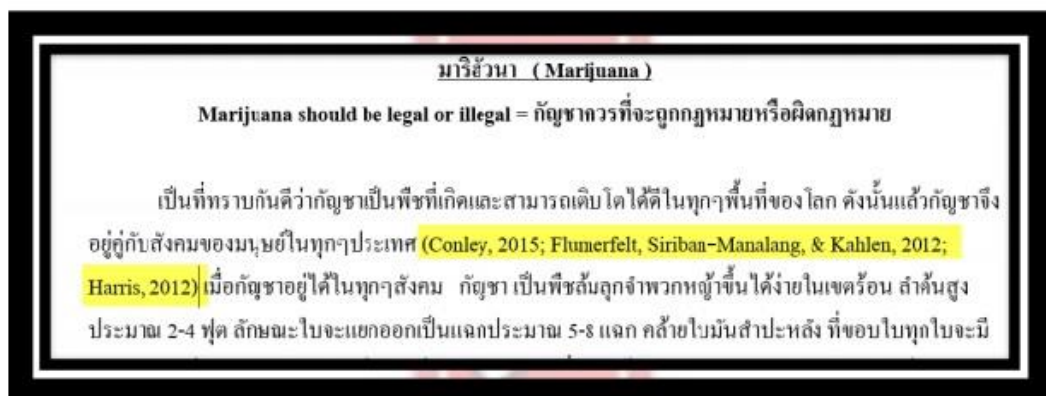 มาริฮัวนา ( Marijuana )
Marijuana should be legal or illegal = กัญชาควรที่จะถูกกฎหมายหรือผิดกฎหมาย
เป็นที่ทราบกันดีว่ากัญชาเป็นพืชที่เกิดและสามารถเติบโตได้ดีในทุกๆพื้นที่ของโลก ดังนั้นแล้วกัญชาจึง
อยู่คู่กับสังคมของมนุษย์ในทุกๆประเทศ (Conley, 2015; Flumerfelt, Siriban-Manalang, & Kahlen, 2012;
Harris, 2012) เมื่อกัญชาอยู่ได้ในทุกๆสังคม กัญชา เป็นพืชล้มลุกจำพวกหญ้าขึ้นได้ง่ายในเขตร้อน ลำต้นสูง
ประมาณ 2-4 ฟุต ลักษณะใบจะแยกออกเป็นแฉกประมาณ 5-8 แฉก คล้ายใบมันสำปะหลัง ที่ขอบใบทุกใบจะมี